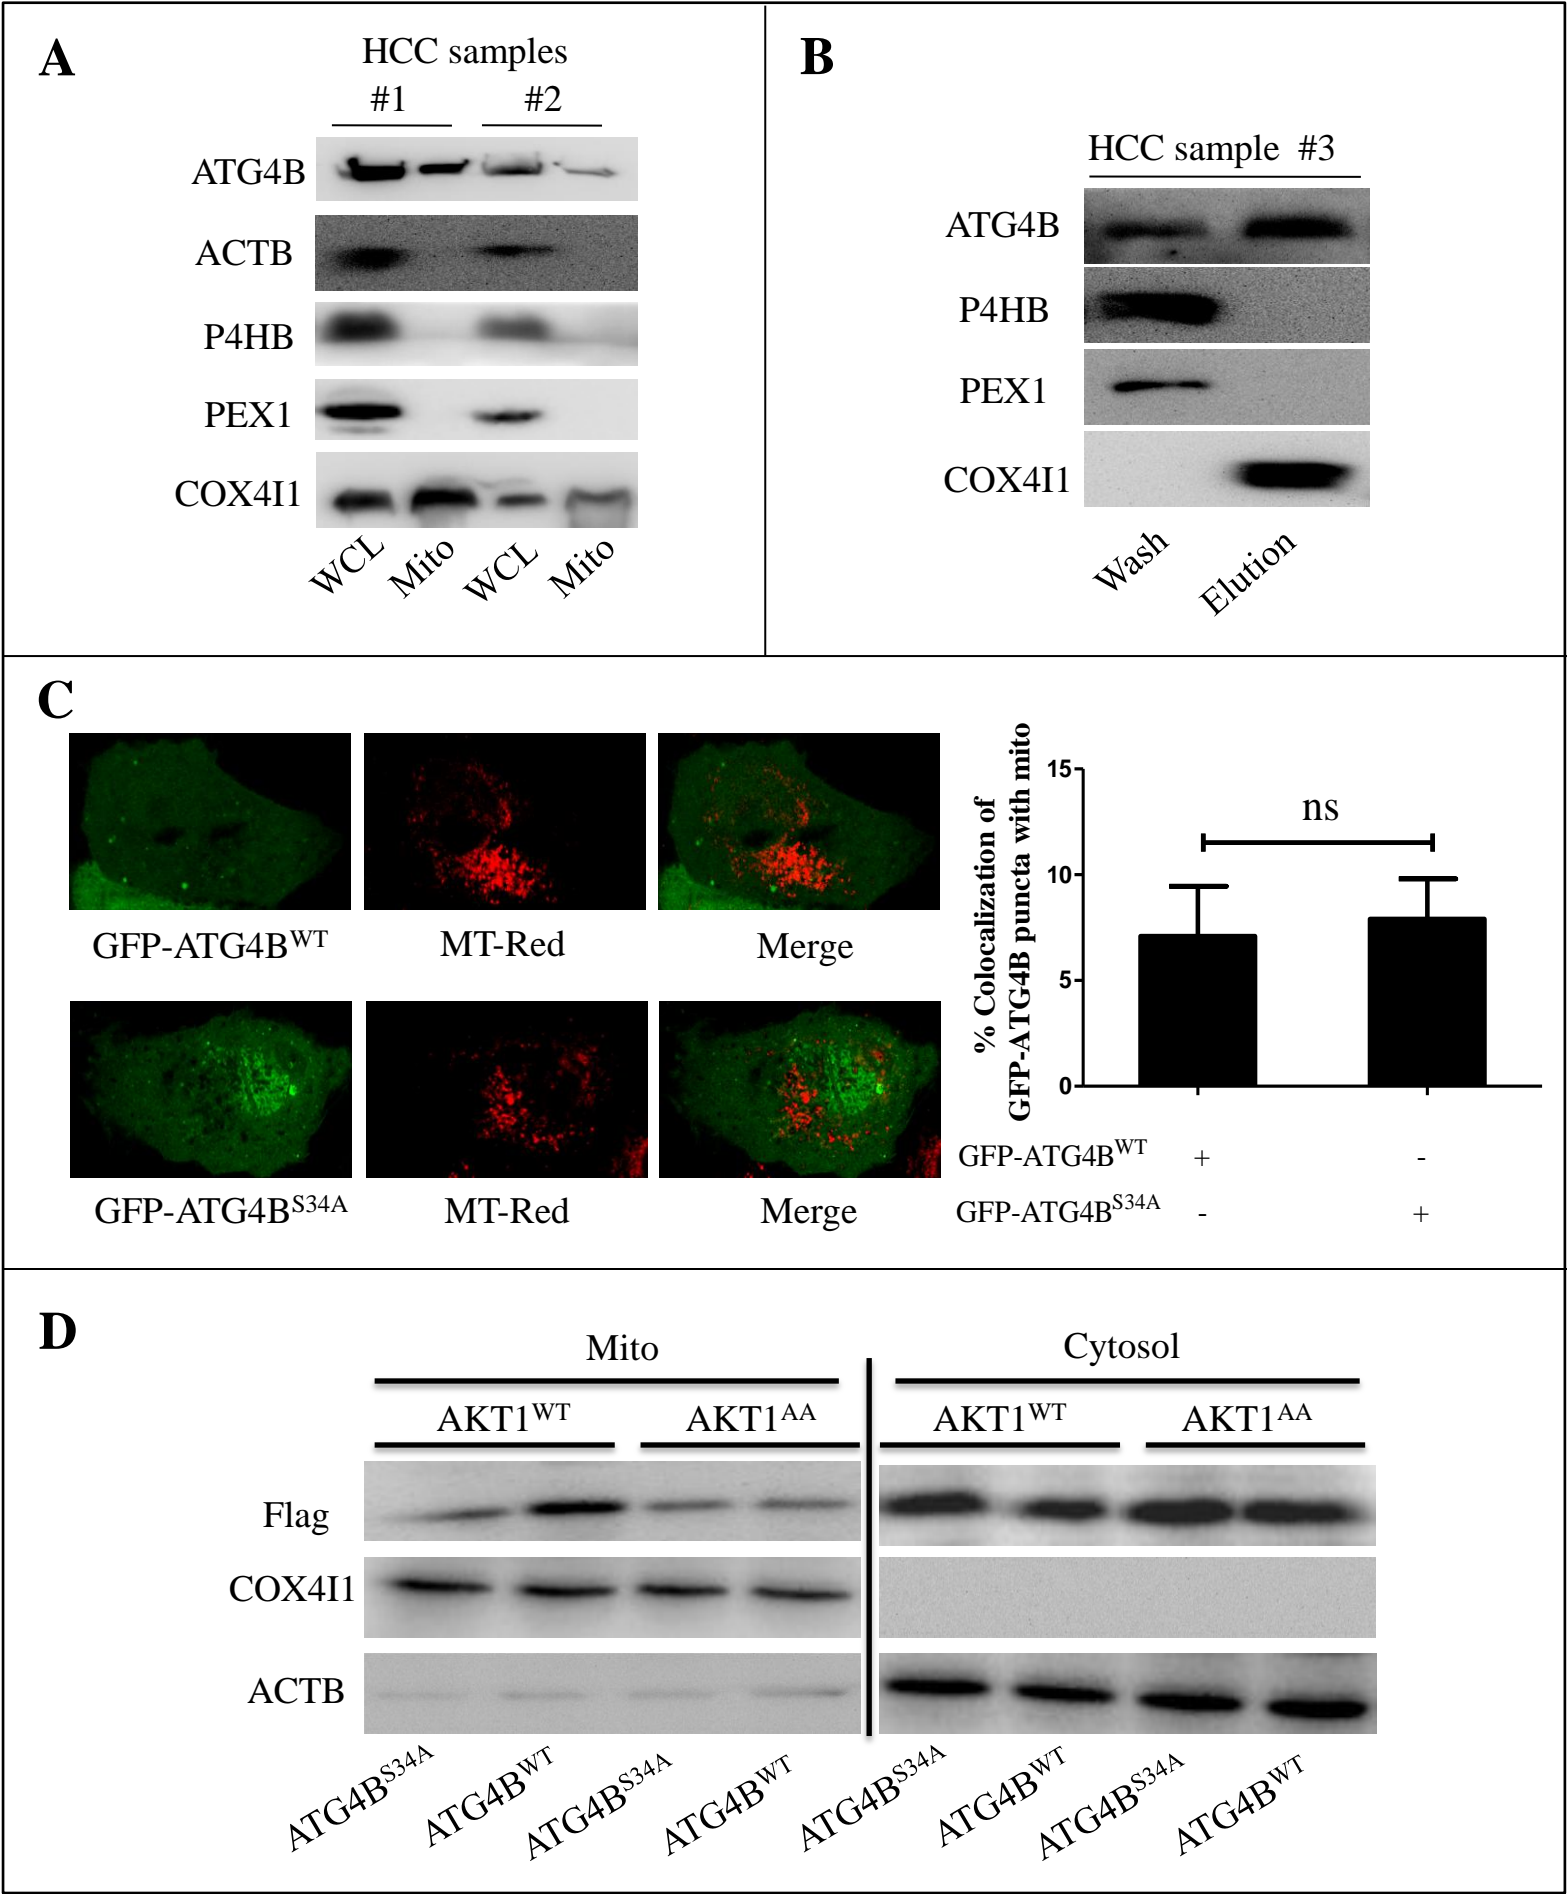 A
HCC samples
#1 #2
ATG4B
ACTB
P4HB
PEX1
COX4I1
WCL Mito WCL Mito
B
HCC sample #3
ATG4B
P4HB
PEX1
COX4I1
Wash Elution
C
GFP-ATG4BWT MT-Red Merge
GFP-ATG4BS34A MT-Red Merge
% Colocalization of
GFP-ATG4B puncta with mito
15
10
5
0
ns
GFP-ATG4BWT + -
GFP-ATG4BS34A - +
D
Mito Cytosol
AKT1WT AKT1AA AKT1WT AKT1AA
Flag
COX4I1
ACTB
ATG4BS34A ATG4BWT ATG4BS34A ATG4BWT ATG4BS34A ATG4BWT ATG4BS34A ATG4BWT